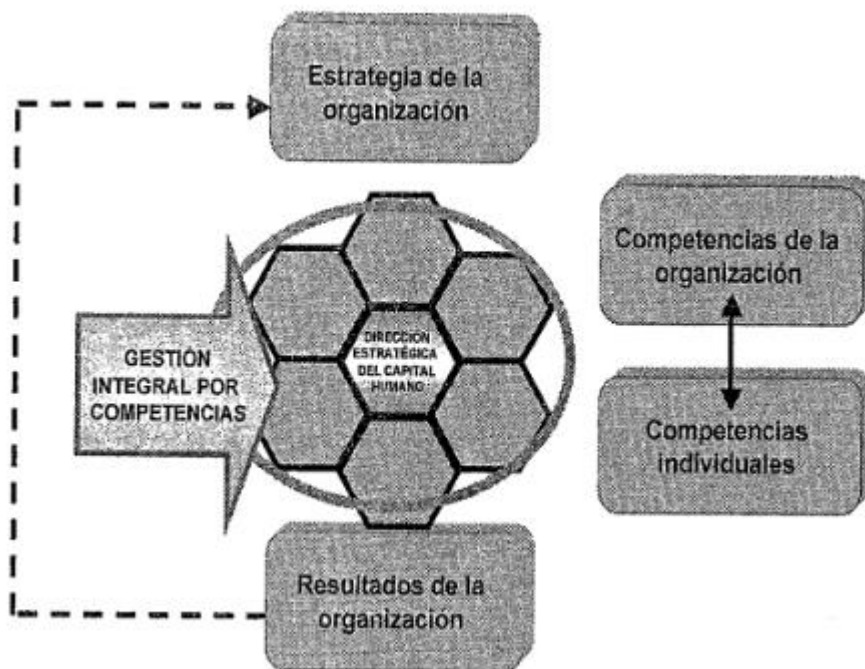 Estrategia de la
organización
Competencias de la
organización
GESTIÓN
INTEGRAL POR
COMPETENCIAS
DIRECCION
ESTRATÉGICA
DEL CAPITAL
HUMANO
Competencias
individuales
Resultados de la
organización